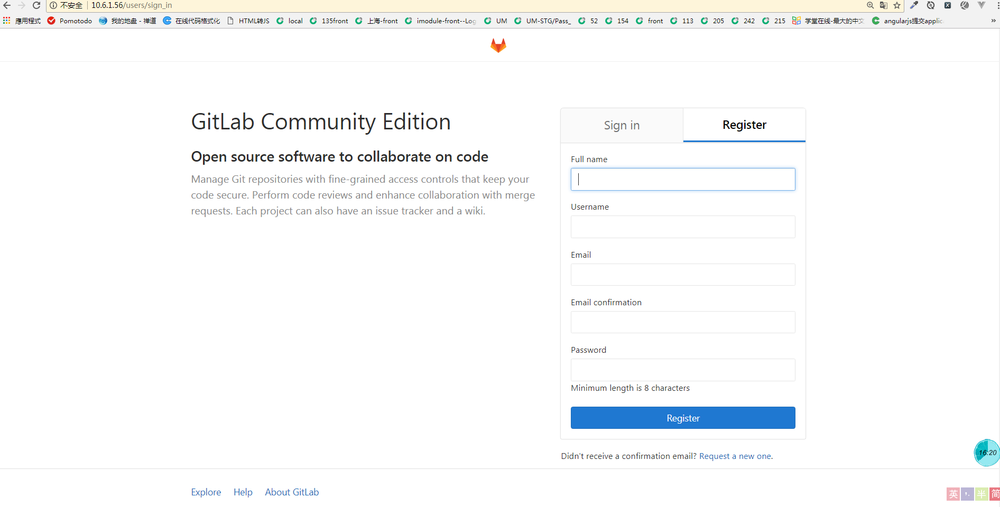 不安全 10.6.1.56/users/sign_in
應用程式 Pomotodo 我的地盘 - 禅道 在线代码格式化 HTML转JS local 135front 上海-front imodule-front--Log UM UM-STG/Pass_ 52 154 front 113 205 242 215 学堂在线-最大的中文 angularjs提交applic »
GitLab Community Edition
Open source software to collaborate on code
Manage Git repositories with fine-grained access controls that keep your
code secure. Perform code reviews and enhance collaboration with merge
requests. Each project can also have an issue tracker and a wiki.
Sign in Register
Full name
Username
Email
Email confirmation
Password
Minimum length is 8 characters
Register
Didn't receive a confirmation email? Request a new one.
16:20
Explore Help About GitLab
英 半 简